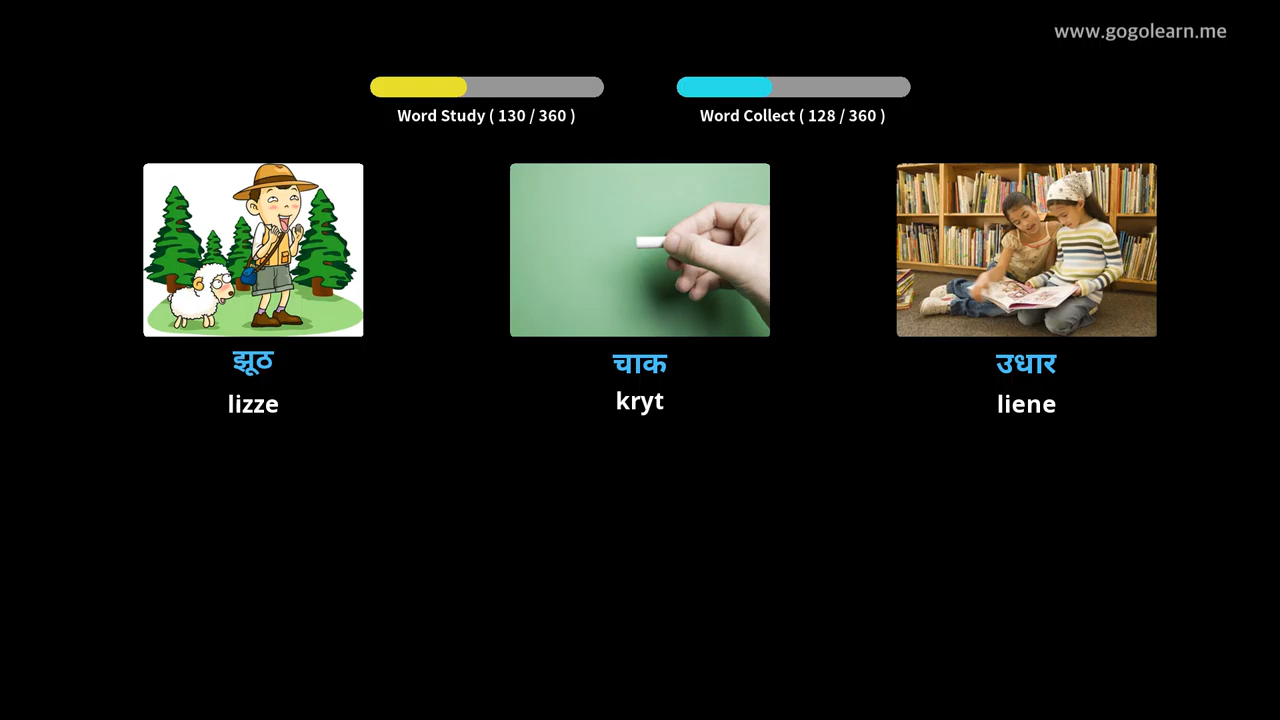 www.gogolearn.me
Word Study ( 130 / 360 )
Word Collect ( 128 / 360 )
झूठ
चाक
उधार
lizze
kryt
liene